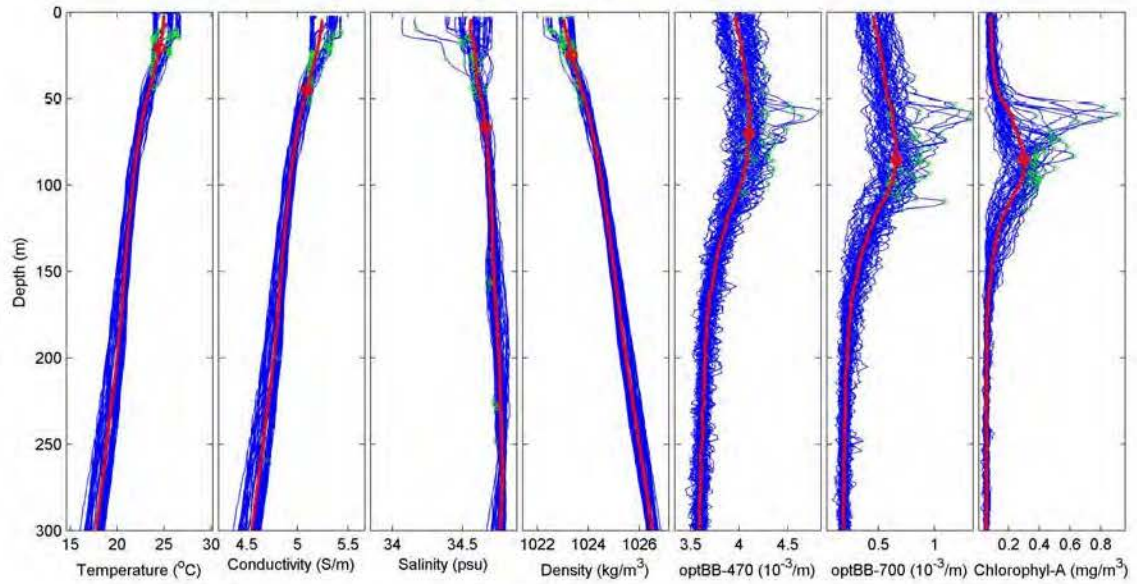 0
50
100
150
200
250
300
Depth (m)
15 20 25 30
Temperature (°C)
4.5 5 5.5
Conductivity (S/m)
34 34.5
Salinity (psu)
1022 1024 1026
Density (kg/m³)
3.5 4 4.5
optBB-470 (10⁻³/m)
0.5 1
optBB-700 (10⁻³/m)
0.2 0.4 0.6 0.8
Chlorophyl-A (mg/m³)